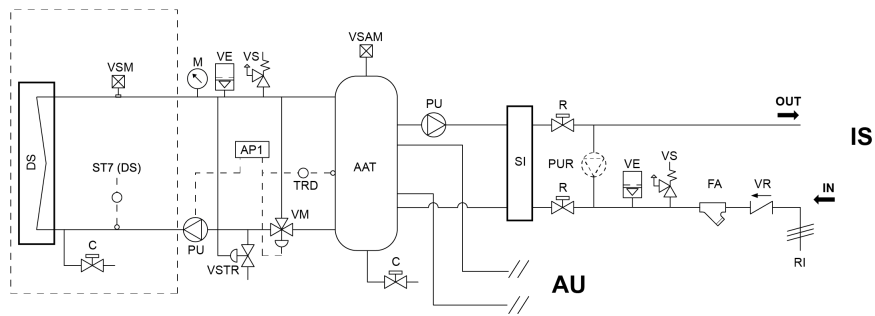 VSAM
VSM
M
VE
VS
PU
R
OUT
IS
AP1
ST7 (DS)
DS
TRD
AAT
SI
PUR
VE
VS
R
FA
VR
IN
VM
PU
C
VSTR
C
RI
AU